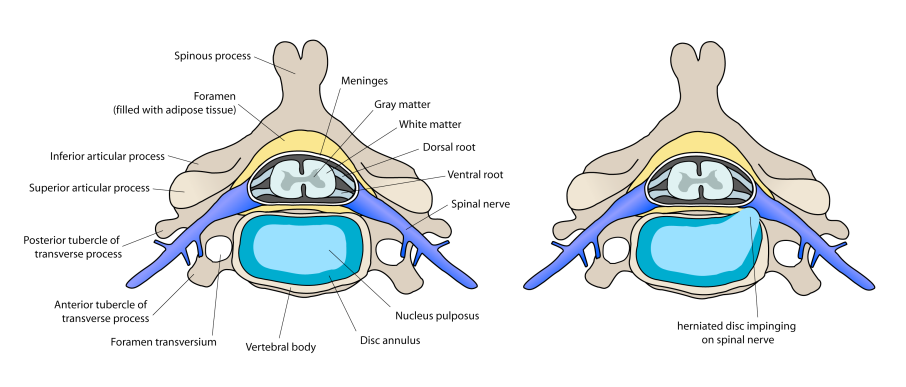 Spinous process
Meninges
Foramen
(filled with adipose tissue)
Gray matter
White matter
Dorsal root
Inferior articular process
Ventral root
Superior articular process
Spinal nerve
Posterior tubercle of
transverse process
Anterior tubercle of
transverse process
Nucleus pulposus
Foramen transversium
Disc annulus
Vertebral body
herniated disc impinging
on spinal nerve